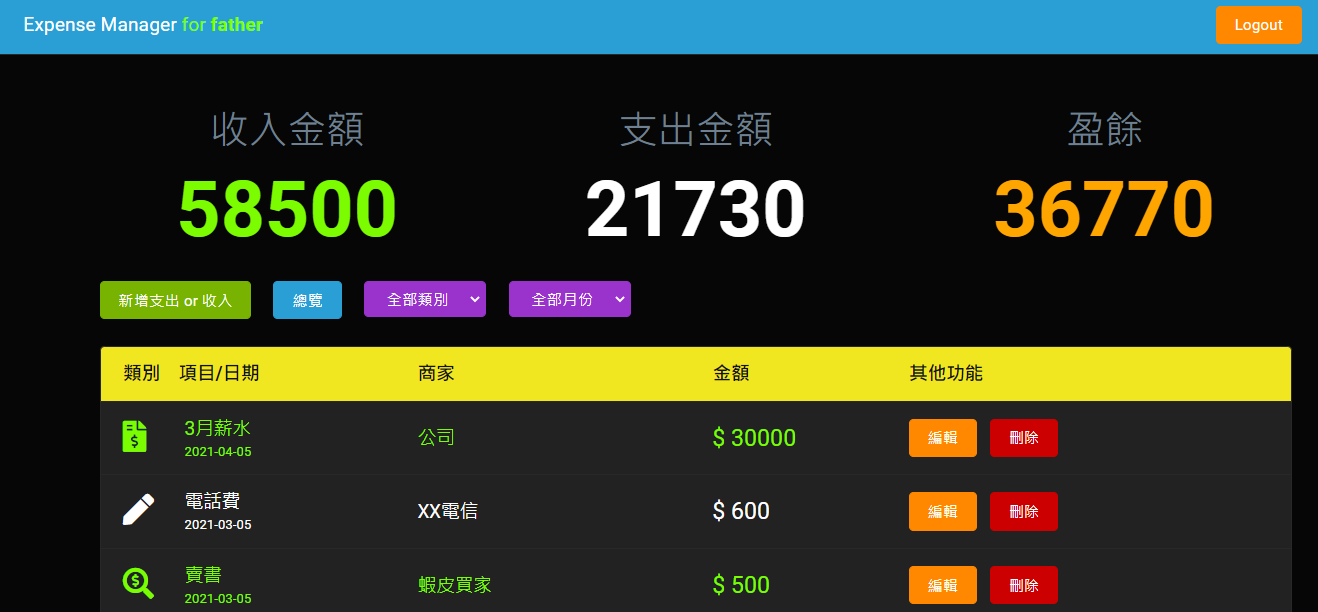 Expense Manager for father
Logout
收入金額
支出金額
盈餘
58500
21730
36770
新增支出 or 收入
總覽
全部類別
全部月份
類別 項目/日期 商家 金額 其他功能
3月薪水
2021-04-05
公司
$ 30000
編輯
刪除
電話費
2021-03-05
XX電信
$ 600
編輯
刪除
賣書
2021-03-05
蝦皮買家
$ 500
編輯
刪除